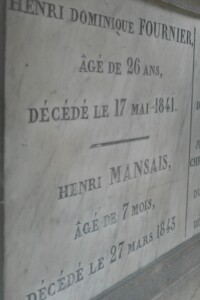 HENRI DOMINIQUE FOURNIER,
ÂGÉ DE 26 ANS,
DÉCÉDÉ LE 17 MAI 1841.
HENRI MANSAIS,
ÂGÉ DE 7 MOIS,
DÉCÉDÉ LE 27 MARS 1843